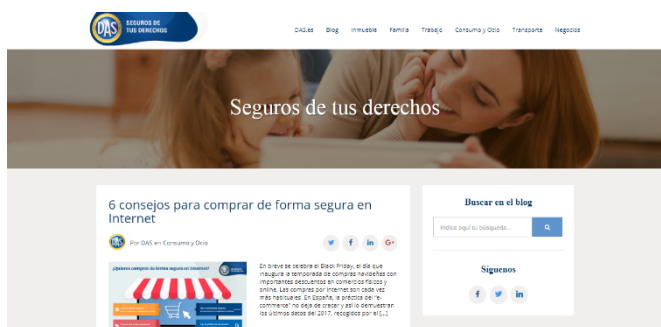 DAS
SEGUROS DE
TUS DERECHOS
DAS.es Blog Inmueble Familia Trabajo Consumo y Ocio Transporte Negocios
Seguros de tus derechos
6 consejos para comprar de forma segura en
Internet
DAS Por DAS en Consumo y Ocio
¿Quieres comprar de forma segura en Internet?
En breve se celebra el Black Friday, el día que
inaugura la temporada de compras navideñas con
importantes descuentos en comercios físicos y
online. Las compras por Internet son cada vez
más habituales. En España, la práctica del "e-
commerce" no deja de crecer y así lo demuestran
los últimos datos del 2017, recogidos por el [...]
Buscar en el blog
Indica aquí tu búsqueda...
Síguenos